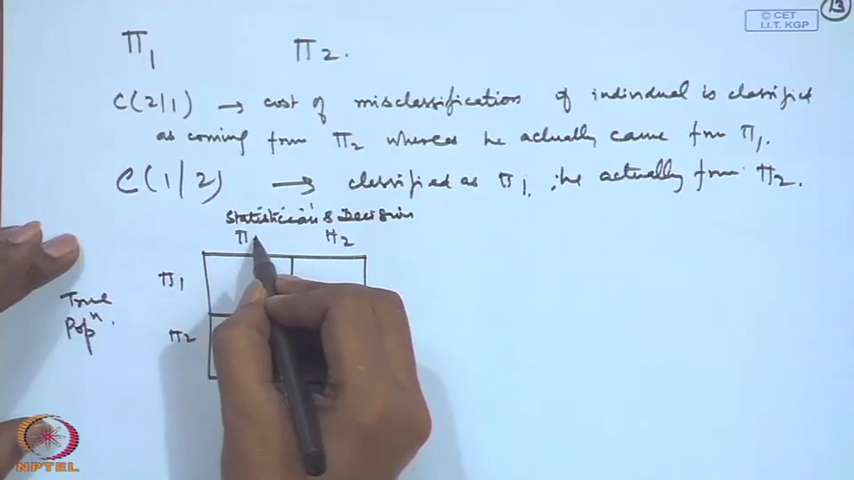 13
© CET
I.I.T. KGP
Π₁ Π₂.
C(2|1) → cost of misclassification of individual is classified
as coming from Π₂ whereas he actually came from Π₁.
C(1|2) → classified as Π₁, he actually from Π₂.
Statistician's Decision
Π Π₂
Π₁
True
Popⁿ.
Π₂
NPTEL